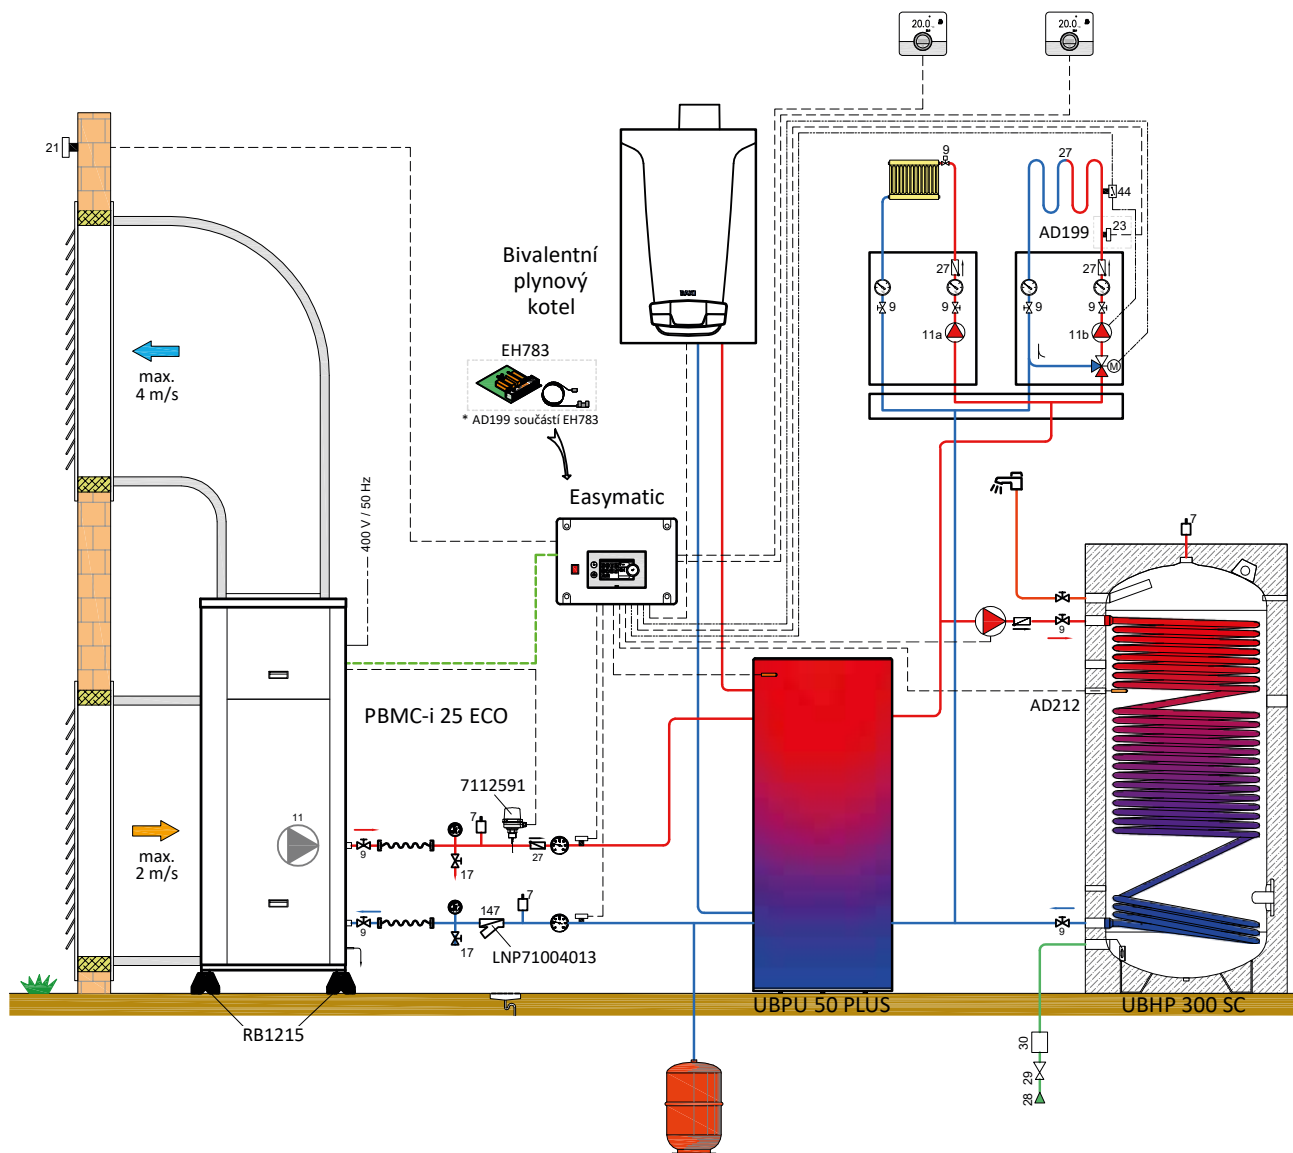 20.0
20.0
21
9
27
44
23
AD199
Bivalentní
plynový
kotel
27
27
9
9
9
9
11a
11b
M
EH783
* AD199 součástí EH783
max.
4 m/s
Easymatic
400 V / 50 Hz
7
9
AD212
PBMC-i 25 ECO
7112591
7
11
9
17
27
max.
2 m/s
7
147
9
17
LNP71004013
9
UBPU 50 PLUS
UBHP 300 SC
RB1215
30
29
28